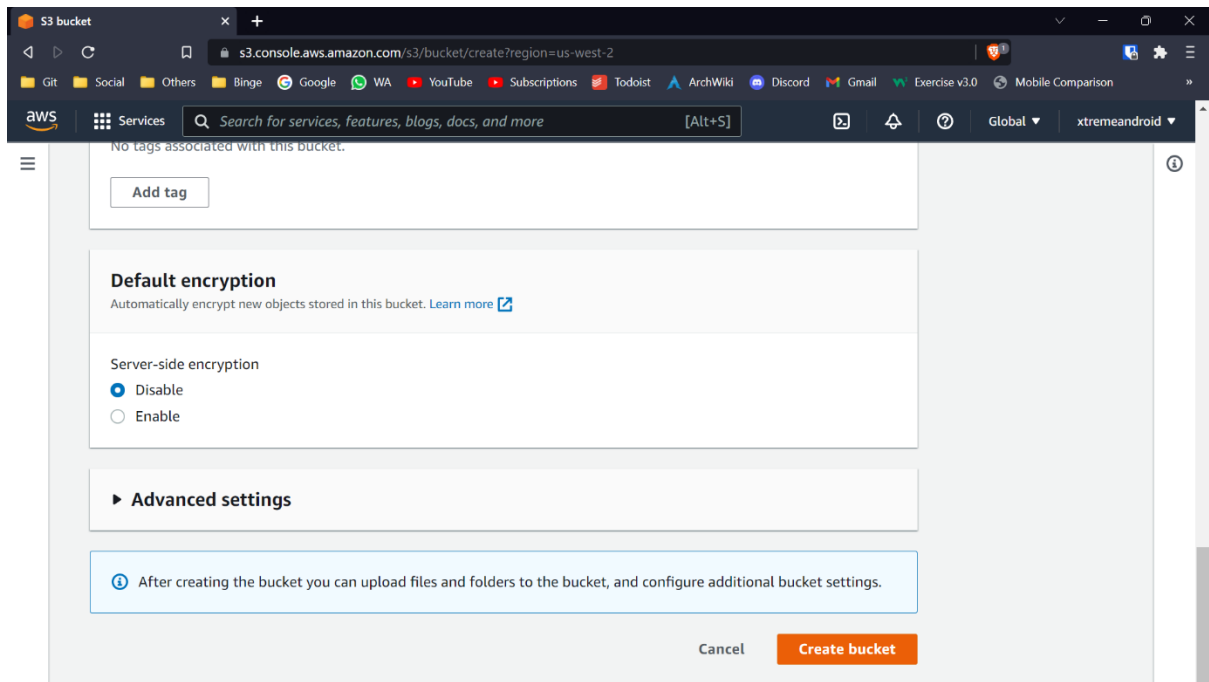 S3 bucket
s3.console.aws.amazon.com/s3/bucket/create?region=us-west-2
1
Git Social Others Binge Google WA YouTube Subscriptions Todoist ArchWiki Discord Gmail Exercise v3.0 Mobile Comparison »
aws Services Search for services, features, blogs, docs, and more [Alt+S] Global ▼ xtremeandroid ▼
No tags associated with this bucket.
Add tag
Default encryption
Automatically encrypt new objects stored in this bucket. Learn more
Server-side encryption
Disable
Enable
Advanced settings
After creating the bucket you can upload files and folders to the bucket, and configure additional bucket settings.
Cancel Create bucket